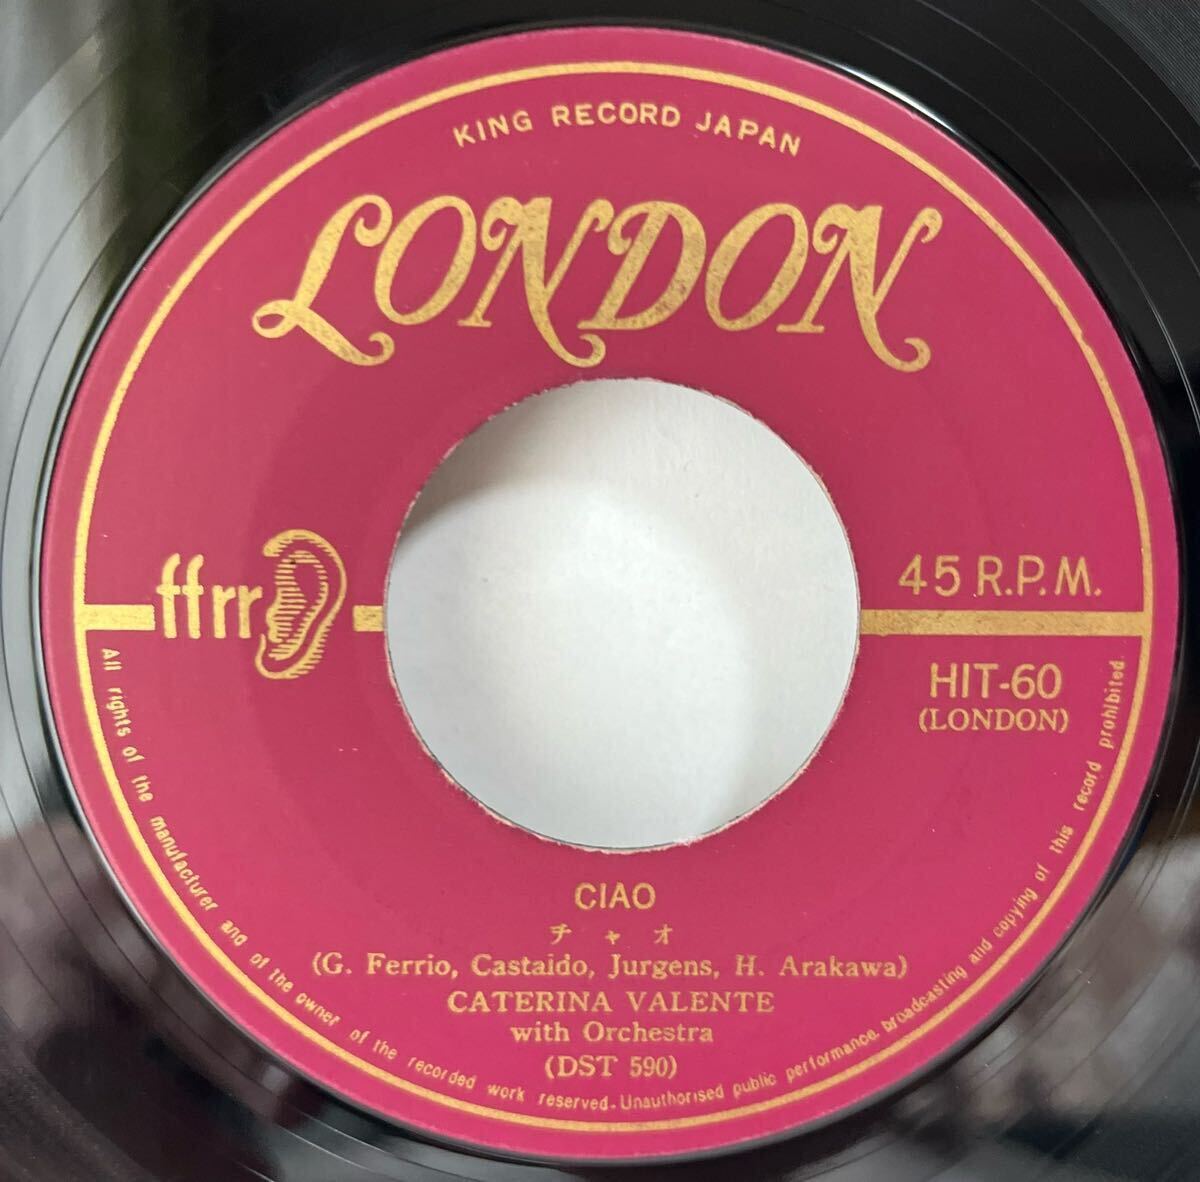 KING RECORD JAPAN
LONDON
ffrr
45 R.P.M.
HIT-60
(LONDON)
CIAO
チャオ
(G. Ferrio, Castaido, Jurgens, H. Arakawa)
CATERINA VALENTE
with Orchestra
(DST 590)
All rights of the manufacturer and of the owner of the recorded work reserved. Unauthorised public performance, broadcasting and copying of this record prohibited